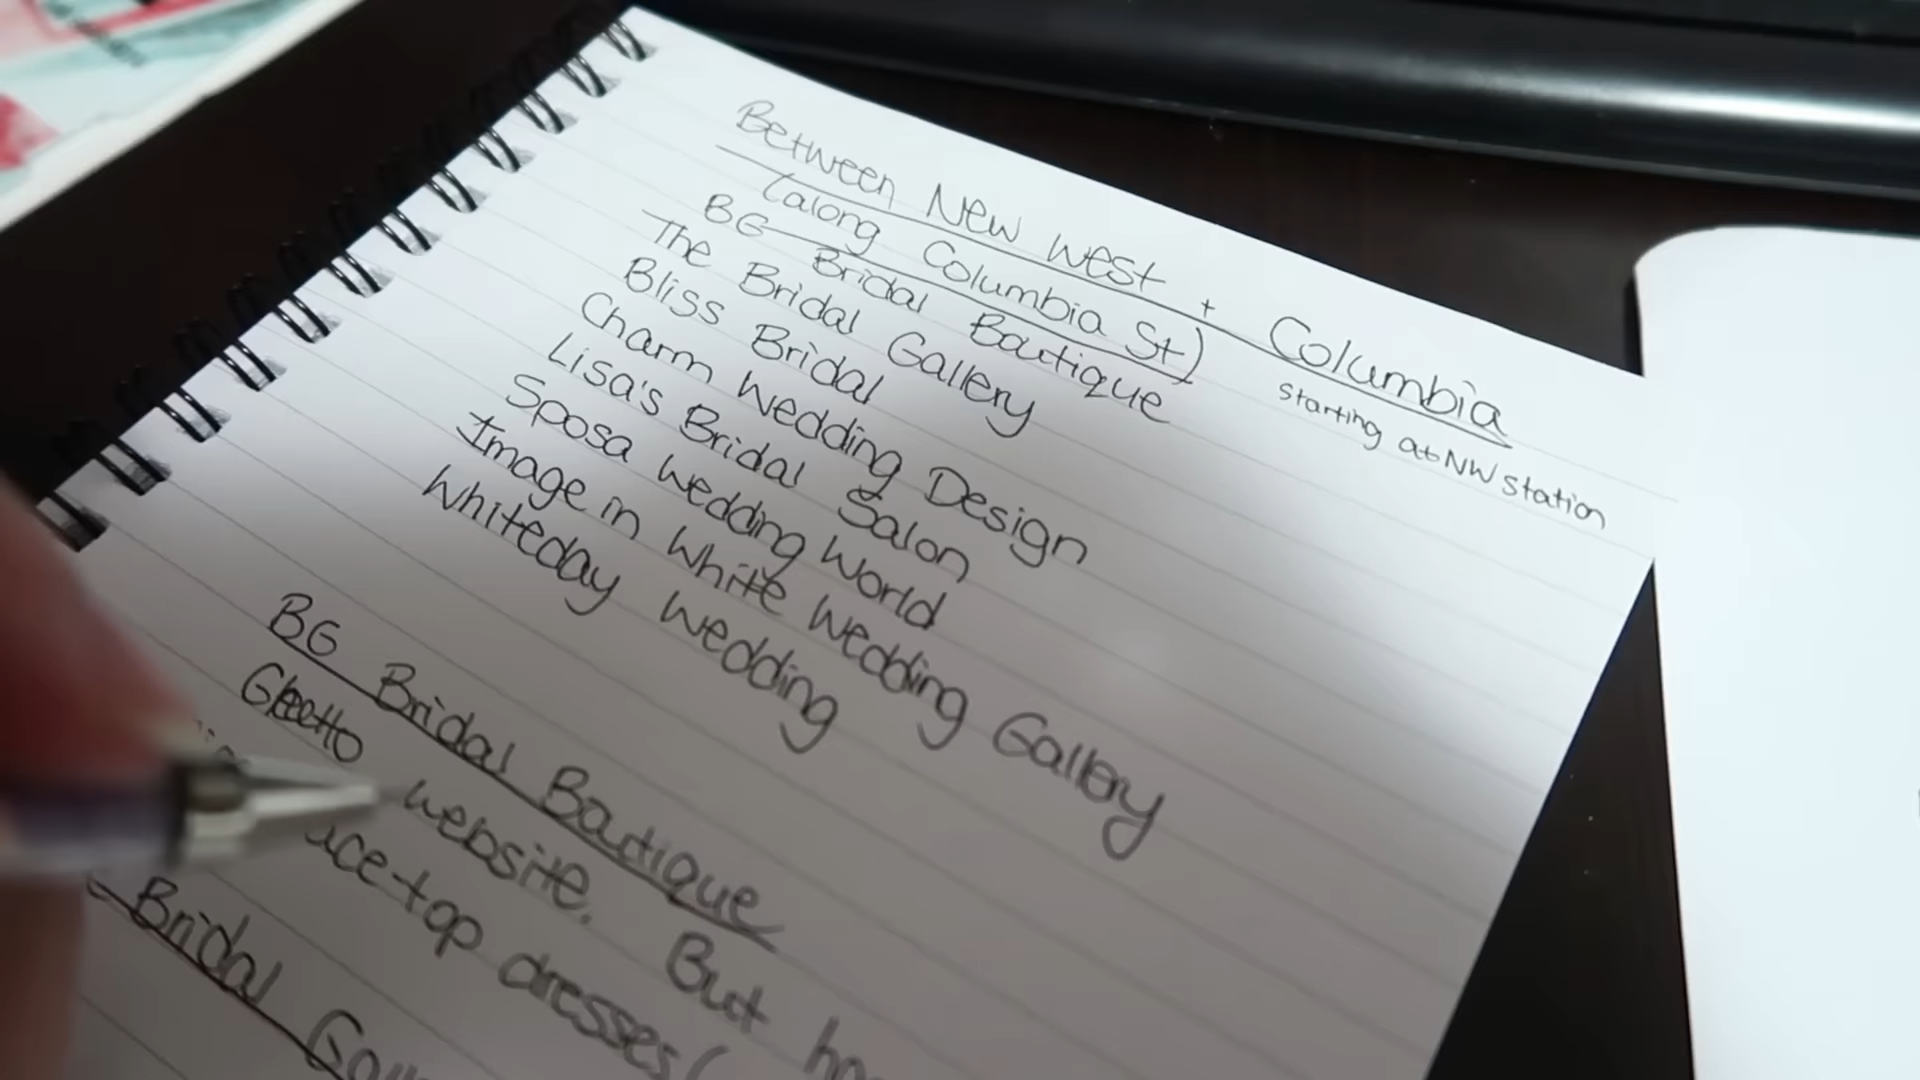 Between New West + Columbia
(along Columbia St)
starting at NW station
BG Bridal Boutique
The Bridal Gallery
Bliss Bridal
Charm Wedding Design
Lisa's Bridal Salon
Sposa Wedding World
Image in White Wedding Gallery
Whiteday Wedding
BG Bridal Boutique
Ghetto website. But
top dresses (
Bridal